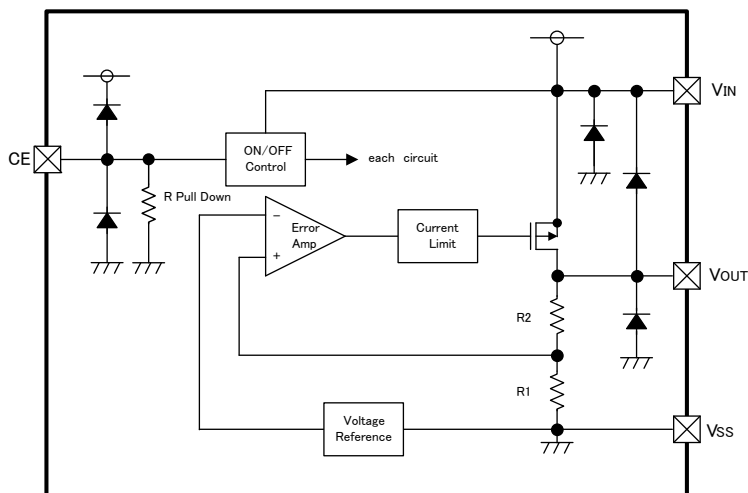 VIN
CE
ON/OFF
Control
each circuit
R Pull Down
−
Error
Amp
+
Current
Limit
VOUT
R2
R1
Voltage
Reference
VSS